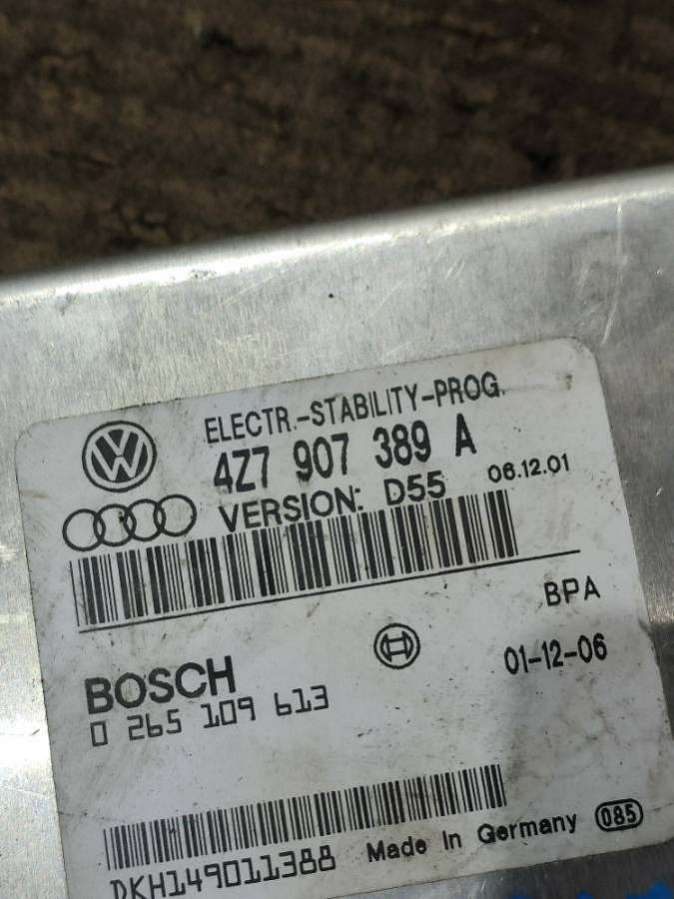 ELECTR.-STABILITY-PROG.
4Z7 907 389 A
VERSION: D55 06.12.01
BPA
BOSCH 01-12-06
0 265 109 613
DKH149011388 Made In Germany 085